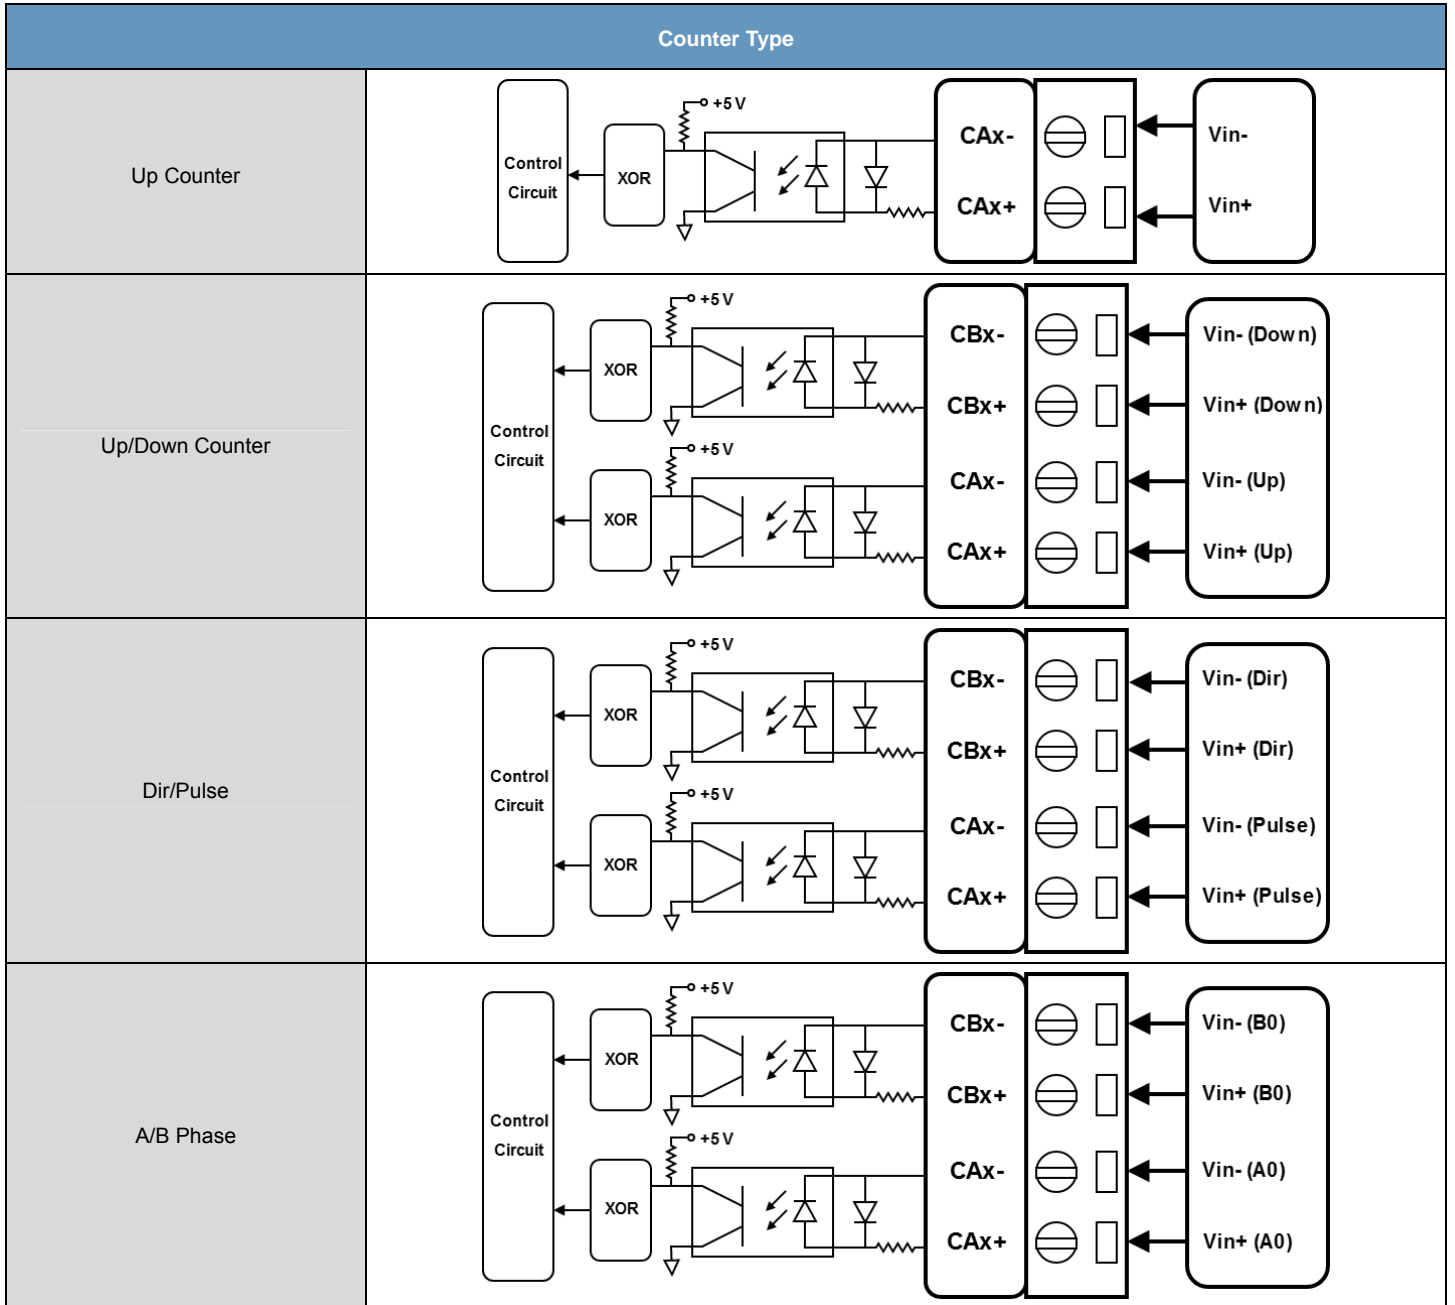 Counter Type
Up Counter
+5 V
Control
Circuit
XOR
CAx-
CAx+
Vin-
Vin+
Up/Down Counter
+5 V
XOR
CBx-
CBx+
Vin- (Down)
Vin+ (Down)
Control
Circuit
+5 V
XOR
CAx-
CAx+
Vin- (Up)
Vin+ (Up)
Dir/Pulse
+5 V
XOR
CBx-
CBx+
Vin- (Dir)
Vin+ (Dir)
Control
Circuit
+5 V
XOR
CAx-
CAx+
Vin- (Pulse)
Vin+ (Pulse)
A/B Phase
+5 V
XOR
CBx-
CBx+
Vin- (B0)
Vin+ (B0)
Control
Circuit
+5 V
XOR
CAx-
CAx+
Vin- (A0)
Vin+ (A0)